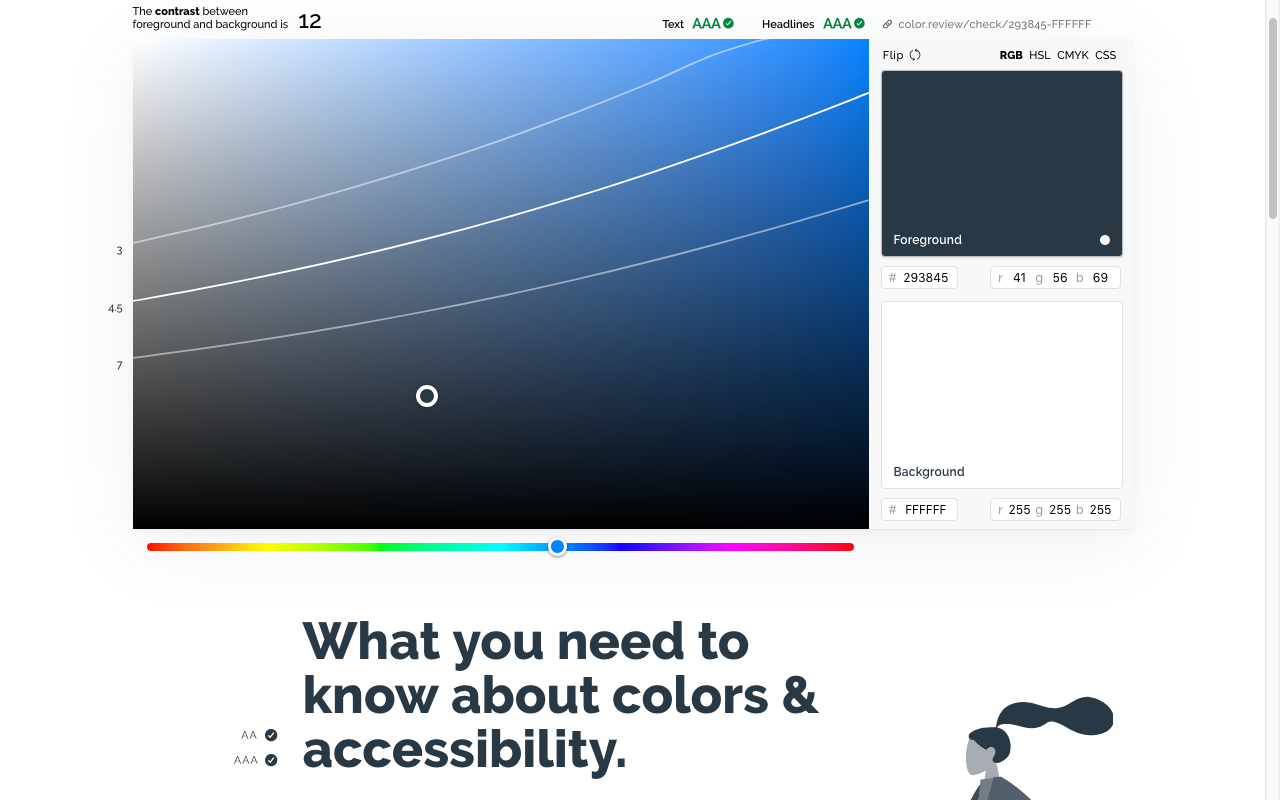 The contrast between
foreground and background is 12
Text AAA
Headlines AAA
color.review/check/293845-FFFFFF
Flip
RGB HSL CMYK CSS
3
4.5
7
Foreground
# 293845
r 41 g 56 b 69
Background
# FFFFFF
r 255 g 255 b 255
What you need to
know about colors &
accessibility.
AA
AAA